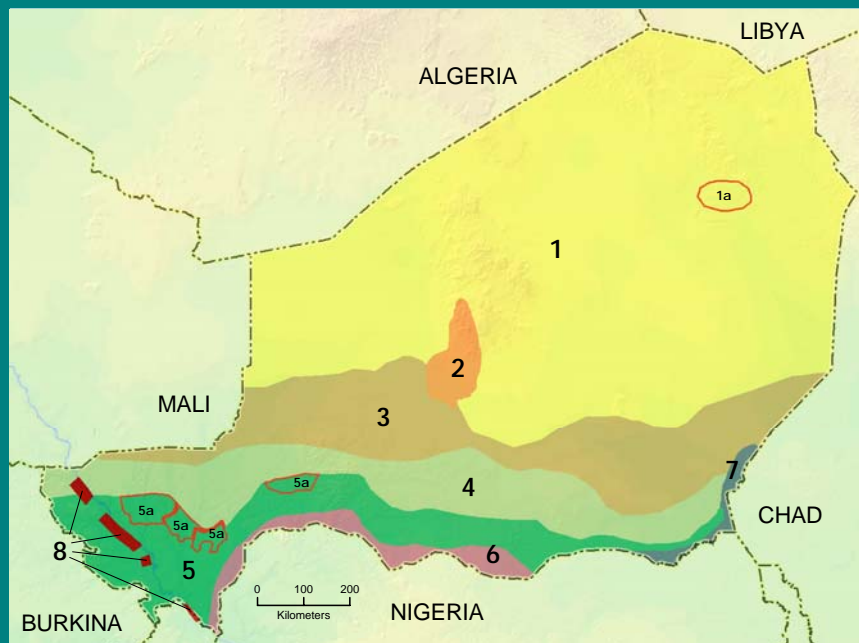 LIBYA
ALGERIA
1a
1
2
MALI
3
7
5a
4
5a
5a
5a
CHAD
8
5
6
0 100 200
Kilometers
BURKINA
NIGERIA